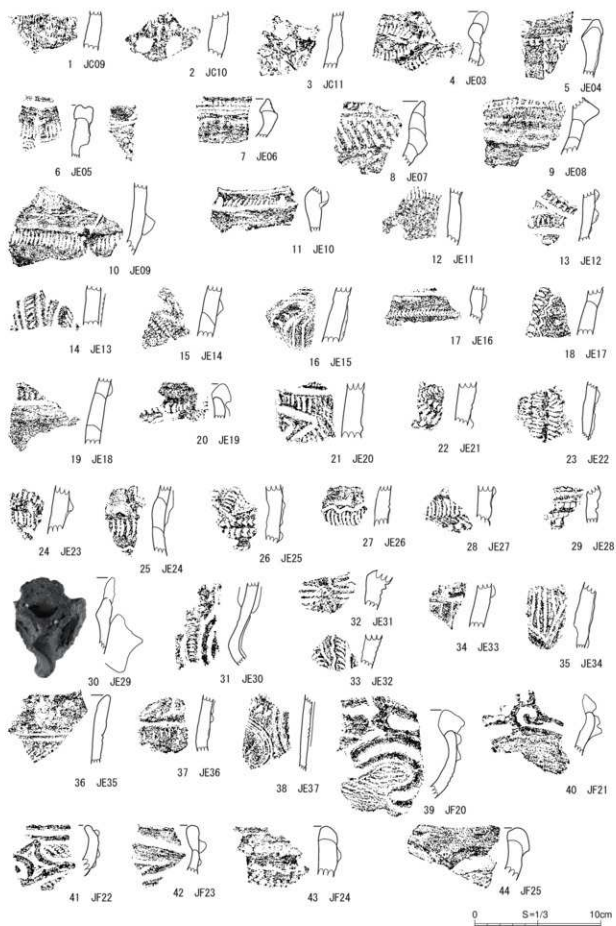 1 JC09
2 JC10
3 JC11
4 JE03
5 JE04
6 JE05
7 JE06
8 JE07
9 JE08
10 JE09
11 JE10
12 JE11
13 JE12
14 JE13
15 JE14
16 JE15
17 JE16
18 JE17
19 JE18
20 JE19
21 JE20
22 JE21
23 JE22
24 JE23
25 JE24
26 JE25
27 JE26
28 JE27
29 JE28
30 JE29
31 JE30
32 JE31
33 JE32
34 JE33
35 JE34
36 JE35
37 JE36
38 JE37
39 JF20
40 JF21
41 JF22
42 JF23
43 JF24
44 JF25
0 S=1/3 10cm